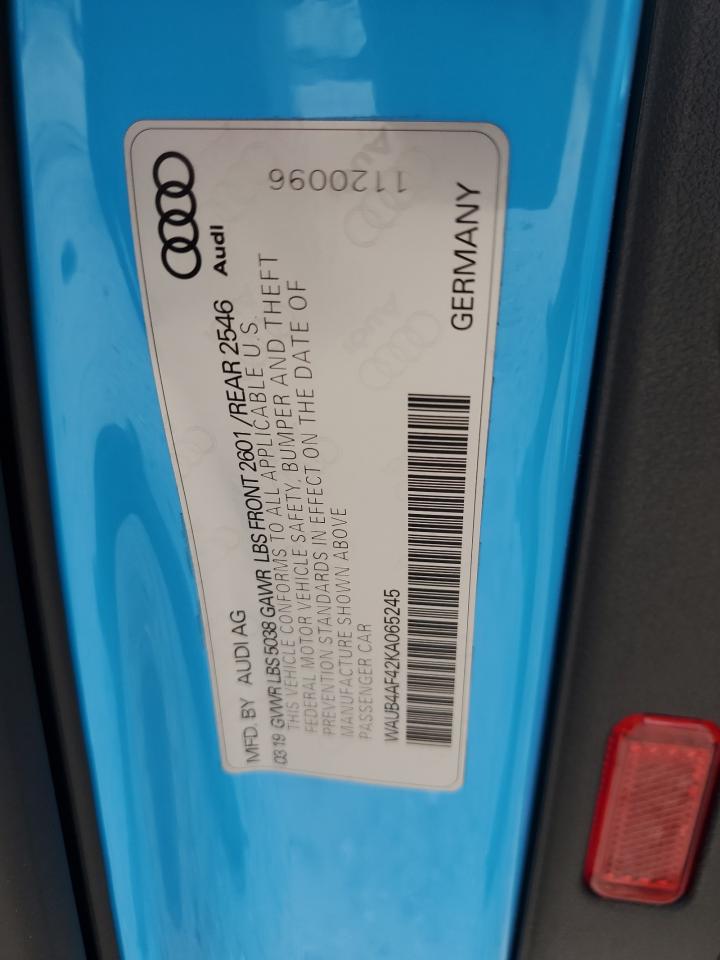 MFD. BY AUDI AG
Audi
03 19 GVWR LBS 5038 GAWR LBS FRONT 2601 /REAR 2546
THIS VEHICLE CONFORMS TO ALL APPLICABLE U.S.
FEDERAL MOTOR VEHICLE SAFETY, BUMPER AND THEFT
PREVENTION STANDARDS IN EFFECT ON THE DATE OF
MANUFACTURE SHOWN ABOVE
PASSENGER CAR
WAUB4AF42KA065245
GERMANY
1120096